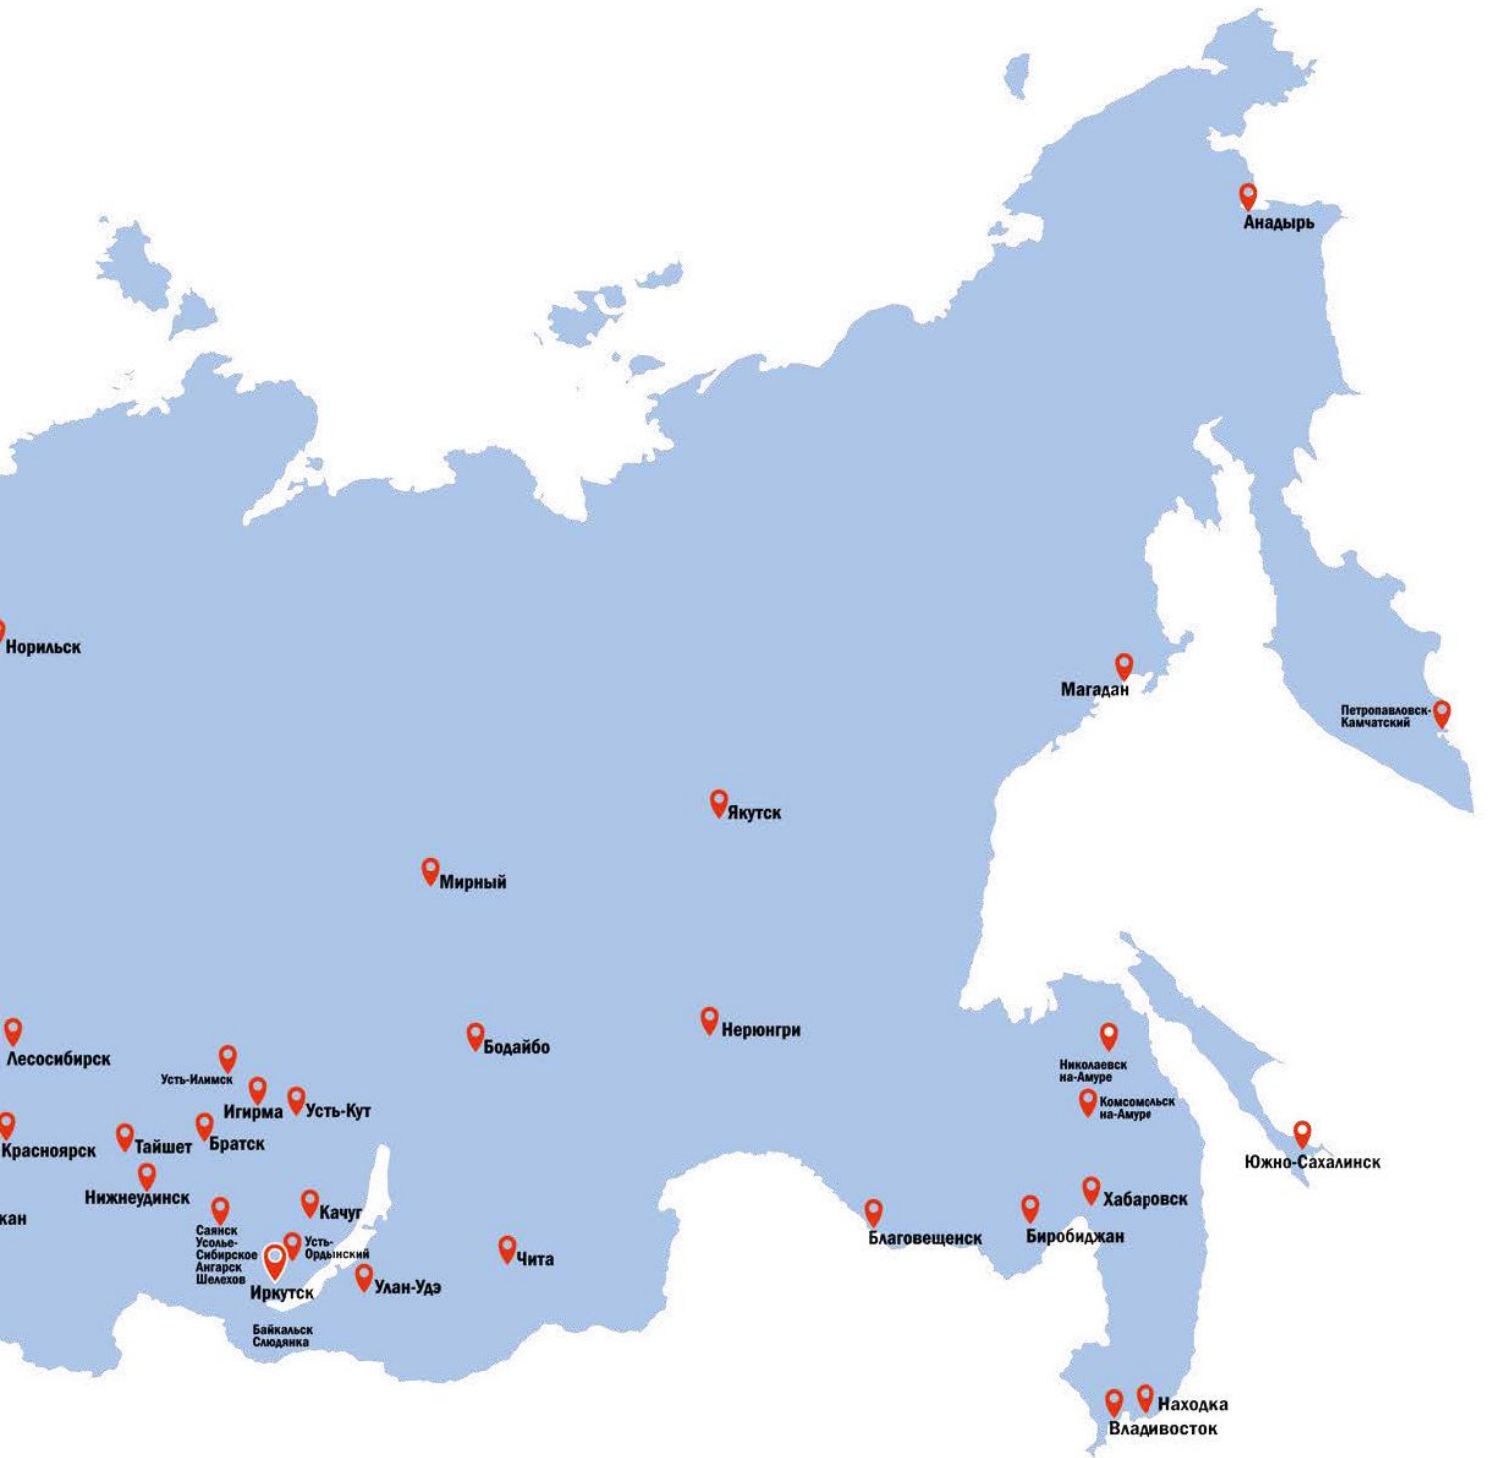 Анадырь
Норильск
Магадан
Петропавловск-
Камчатский
Якутск
Мирный
Нерюнгри
Бодайбо
Лесосибирск
Усть-Илимск
Николаевск
на-Амуре
Игирма
Усть-Кут
Комсомольск
на-Амуре
Красноярск
Тайшет
Братск
Южно-Сахалинск
Нижнеудинск
Хабаровск
кан
Качуг
Саянск
Усолье-
Сибирское
Ангарск
Шелехов
Усть-
Ордынский
Благовещенск
Биробиджан
Чита
Иркутск
Улан-Удэ
Байкальск
Слюдянка
Находка
Владивосток